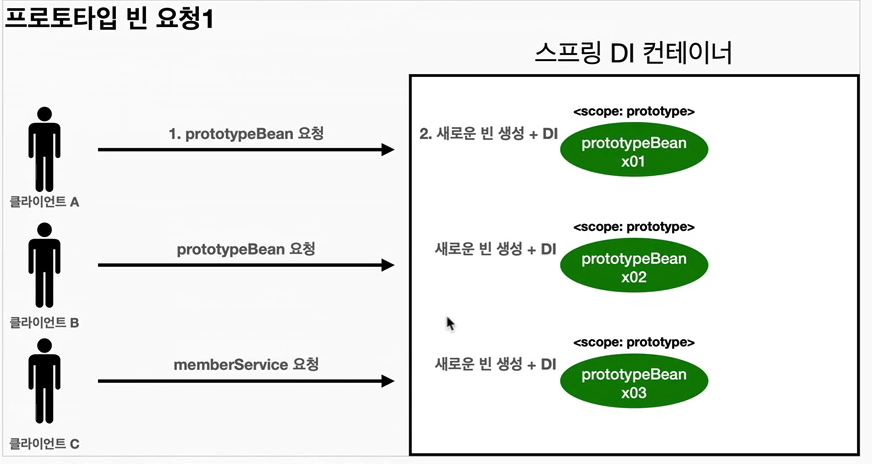 프로토타입 빈 요청1
스프링 DI 컨테이너
<scope: prototype>
1. prototypeBean 요청
2. 새로운 빈 생성 + DI
prototypeBean
x01
클라이언트 A
<scope: prototype>
prototypeBean 요청
새로운 빈 생성 + DI
prototypeBean
x02
클라이언트 B
<scope: prototype>
memberService 요청
새로운 빈 생성 + DI
prototypeBean
x03
클라이언트 C